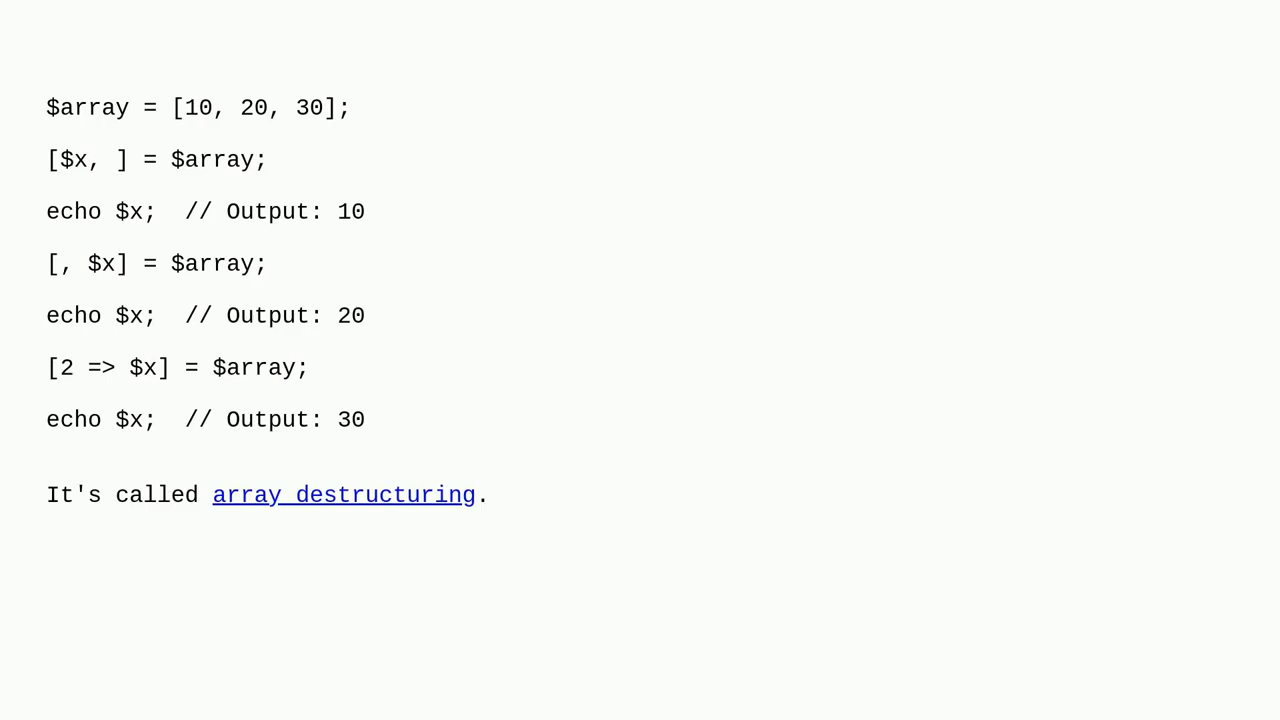 $array = [10, 20, 30];
[$x, ] = $array;
echo $x;  // Output: 10
[, $x] = $array;
echo $x;  // Output: 20
[2 => $x] = $array;
echo $x;  // Output: 30
It's called array destructuring.